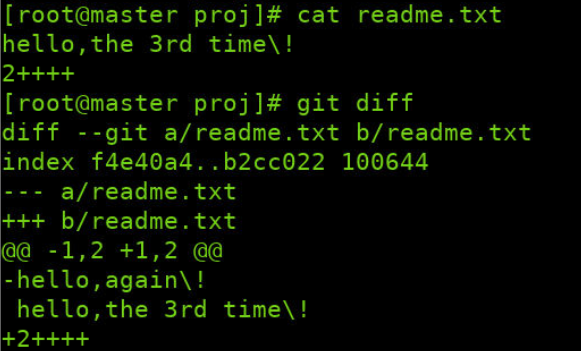 [root@master proj]# cat readme.txt
hello,the 3rd time\!
2++++
[root@master proj]# git diff
diff --git a/readme.txt b/readme.txt
index f4e40a4..b2cc022 100644
--- a/readme.txt
+++ b/readme.txt
@@ -1,2 +1,2 @@
-hello,again\!
 hello,the 3rd time\!
+2++++